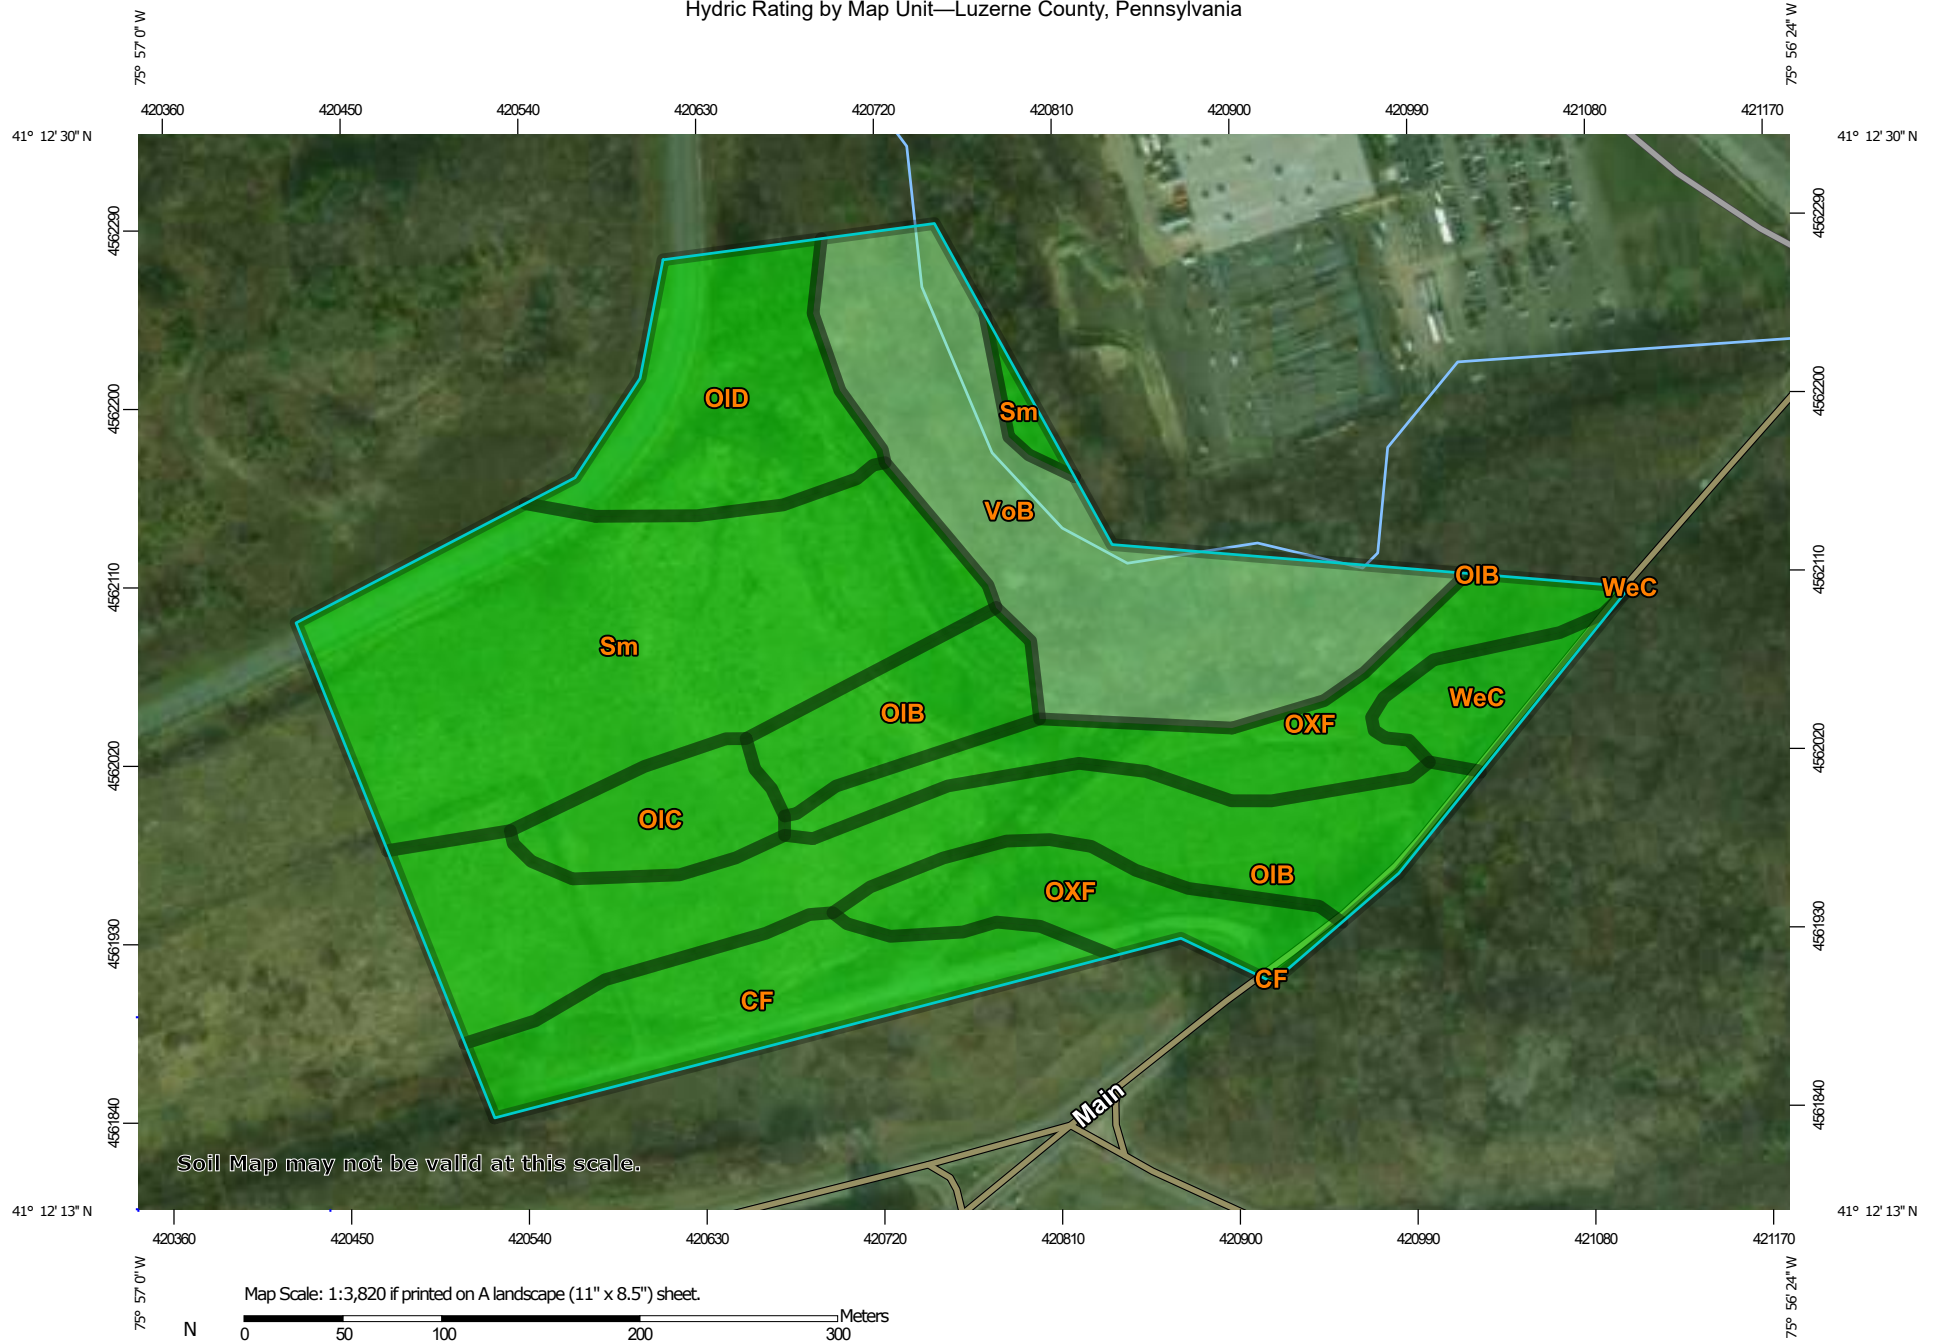 Hydric Rating by Map Unit—Luzerne County, Pennsylvania
75° 57' 0" W
75° 56' 24" W
420360 420450 420540 420630 420720 420810 420900 420990 421080 421170
41° 12' 30" N
41° 12' 30" N
4562290
4562290
OID
4562200
Sm
4562200
VoB
4562110
OIB
WeC
4562110
Sm
WeC
OIB
OXF
4562020
4562020
OIC
OIB
OXF
4561930
4561930
CF
CF
Main
4561840
4561840
Soil Map may not be valid at this scale.
41° 12' 13" N
41° 12' 13" N
420360 420450 420540 420630 420720 420810 420900 420990 421080 421170
75° 57' 0" W
75° 56' 24" W
Map Scale: 1:3,820 if printed on A landscape (11" x 8.5") sheet.
Meters
N
0 50 100 200 300